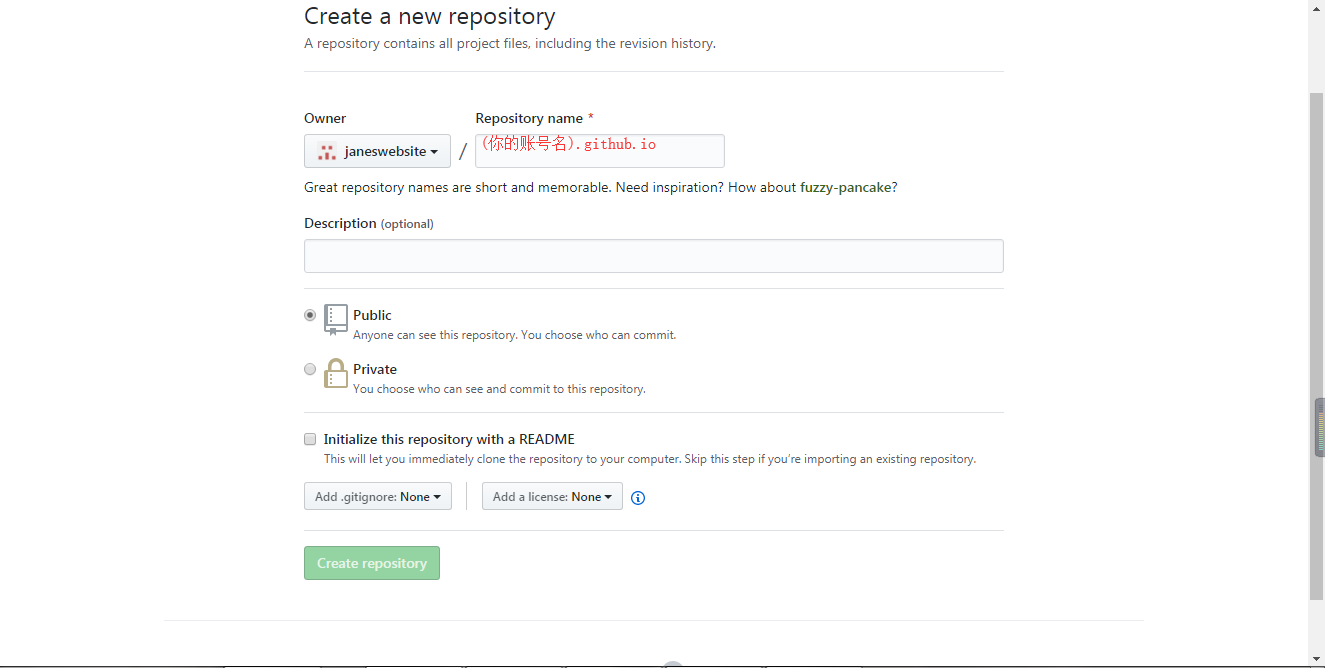 Create a new repository
A repository contains all project files, including the revision history.
Owner
Repository name *
janeswebsite
/
(你的账号名).github.io
Great repository names are short and memorable. Need inspiration? How about fuzzy-pancake?
Description (optional)
Public
Anyone can see this repository. You choose who can commit.
Private
You choose who can see and commit to this repository.
Initialize this repository with a README
This will let you immediately clone the repository to your computer. Skip this step if you’re importing an existing repository.
Add .gitignore: None
Add a license: None
Create repository